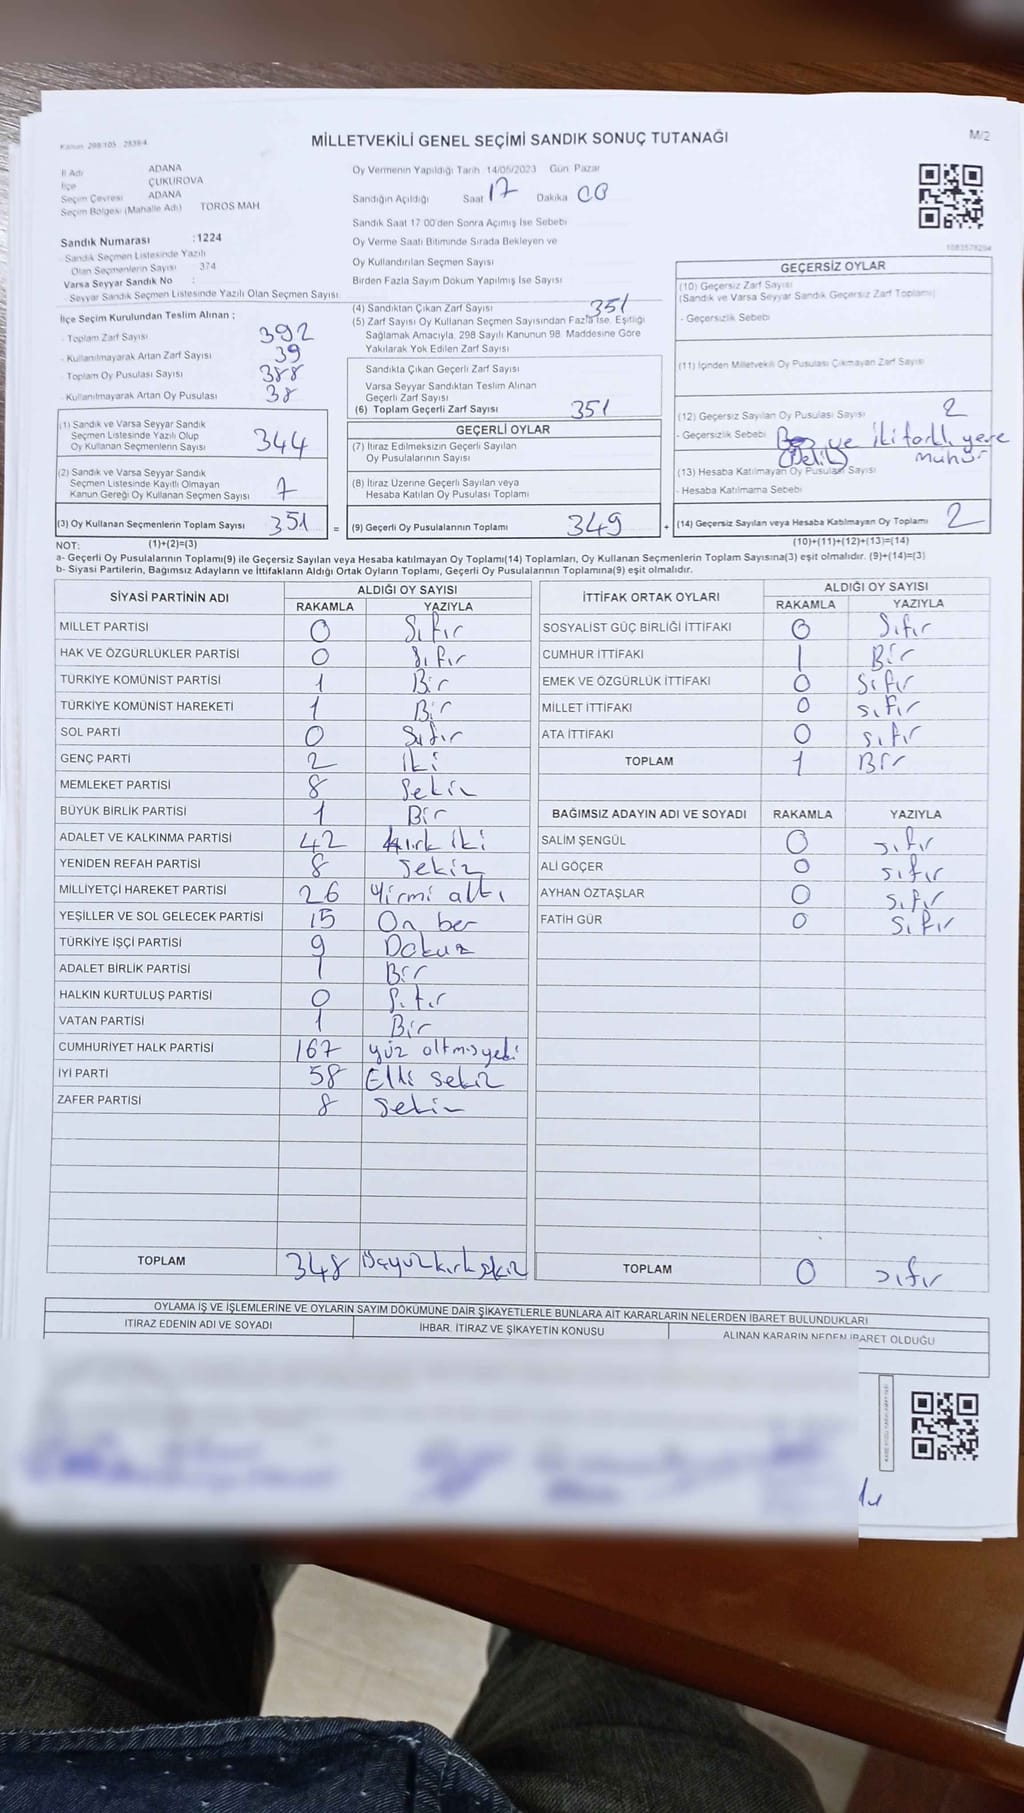 Kanun 298/105
MİLLETVEKİLİ GENEL SEÇİMİ SANDIK SONUÇ TUTANAĞI
M/2
İl Adı ADANA
İlçe ÇUKUROVA
Seçim Çevresi ADANA
Seçim Bölgesi (Mahalle Adı) TOROS MAH.
Oy Vermenin Yapıldığı Tarih 14/05/2023 Gün: Pazar
Sandığın Açıldığı Saat 17 Dakika 00
Sandık Saat 17:00'den Sonra Açmış İse Sebebi
Oy Verme Saati Bitiminde Sırada Bekleyen ve
Oy Kullandırılan Seçmen Sayısı
Birden Fazla Sayım Döküm Yapılmış İse Sayısı
Sandık Numarası :1224
- Sandık Seçmen Listesinde Yazılı
Olan Seçmenlerin Sayısı 374
Varsa Seyyar Sandık No :
- Seyyar Sandık Seçmen Listesinde Yazılı Olan Seçmen Sayısı:
İlçe Seçim Kurulundan Teslim Alınan ;
- Toplam Zarf Sayısı 392
- Kullanılmayarak Artan Zarf Sayısı 39
- Toplam Oy Pusulası Sayısı 388
- Kullanılmayarak Artan Oy Pusulası 38
(1) Sandık ve Varsa Seyyar Sandık
Seçmen Listesinde Yazılı Olup
Oy Kullanan Seçmenlerin Sayısı 344
(2) Sandık ve Varsa Seyyar Sandık
Seçmen Listesinde Kayıtlı Olmayan
Kanun Gereği Oy Kullanan Seçmen Sayısı 7
(3) Oy Kullanan Seçmenlerin Toplam Sayısı 351 =
(1)+(2)=(3)
(4) Sandıktan Çıkan Zarf Sayısı 351
(5) Zarf Sayısı Oy Kullanan Seçmen Sayısından Fazla İse, Eşitliği
Sağlamak Amacıyla, 298 Sayılı Kanunun 98. Maddesine Göre
Yakılarak Yok Edilen Zarf Sayısı
Sandıkta Çıkan Geçerli Zarf Sayısı
Varsa Seyyar Sandıktan Teslim Alınan
Geçerli Zarf Sayısı
(6) Toplam Geçerli Zarf Sayısı 351
GEÇERLİ OYLAR
(7) İtiraz Edilmeksizin Geçerli Sayılan
Oy Pusulalarının Sayısı
(8) İtiraz Üzerine Geçerli Sayılan veya
Hesaba Katılan Oy Pusulası Toplamı
(9) Geçerli Oy Pusulalarının Toplamı 349 +
GEÇERSİZ OYLAR
(10) Geçersiz Zarf Sayısı
(Sandık ve Varsa Seyyar Sandık Geçersiz Zarf Toplamı)
- Geçersizlik Sebebi
(11) İçinden Milletvekili Oy Pusulası Çıkmayan Zarf Sayısı
(12) Geçersiz Sayılan Oy Pusulası Sayısı 2
- Geçersizlik Sebebi ve İki farklı yere
mühür
(13) Hesaba Katılmayan Oy Pusulası Sayısı
- Hesaba Katılmama Sebebi
(14) Geçersiz Sayılan veya Hesaba Katılmayan Oy Toplamı 2
(10)+(11)+(12)+(13)=(14)
NOT:
a- Geçerli Oy Pusulalarının Toplamı(9) ile Geçersiz Sayılan veya Hesaba katılmayan Oy Toplamı(14) Toplamları, Oy Kullanan Seçmenlerin Toplam Sayısına(3) eşit olmalıdır. (9)+(14)=(3)
b- Siyasi Partilerin, Bağımsız Adayların ve İttifakların Aldığı Ortak Oyların Toplamı, Geçerli Oy Pusulalarının Toplamına(9) eşit olmalıdır.
SİYASİ PARTİNİN ADI ALDIĞI OY SAYISI
RAKAMLA YAZIYLA
MİLLET PARTİSİ 0 Sıfır
HAK VE ÖZGÜRLÜKLER PARTİSİ 0 Sıfır
TÜRKİYE KOMÜNİST PARTİSİ 1 Bir
TÜRKİYE KOMÜNİST HAREKETİ 1 Bir
SOL PARTİ 0 Sıfır
GENÇ PARTİ 2 iki
MEMLEKET PARTİSİ 8 Sekiz
BÜYÜK BİRLİK PARTİSİ 1 Bir
ADALET VE KALKINMA PARTİSİ 42 kırk iki
YENİDEN REFAH PARTİSİ 8 Sekiz
MİLLİYETÇİ HAREKET PARTİSİ 26 Yirmi altı
YEŞİLLER VE SOL GELECEK PARTİSİ 15 On beş
TÜRKİYE İŞÇİ PARTİSİ 9 Dokuz
ADALET BİRLİK PARTİSİ 1 Bir
HALKIN KURTULUŞ PARTİSİ 0 Sıfır
VATAN PARTİSİ 1 Bir
CUMHURİYET HALK PARTİSİ 167 yüz altmış yedi
İYİ PARTİ 58 Elli sekiz
ZAFER PARTİSİ 8 Sekiz
TOPLAM 348 üçyüz kırk sekiz
İTTİFAK ORTAK OYLARI ALDIĞI OY SAYISI
RAKAMLA YAZIYLA
SOSYALİST GÜÇ BİRLİĞİ İTTİFAKI 0 Sıfır
CUMHUR İTTİFAKI 1 Bir
EMEK VE ÖZGÜRLÜK İTTİFAKI 0 Sıfır
MİLLET İTTİFAKI 0 sıfır
ATA İTTİFAKI 0 sıfır
TOPLAM 1 Bir
BAĞIMSIZ ADAYIN ADI VE SOYADI RAKAMLA YAZIYLA
SALİM ŞENGÜL 0 sıfır
ALİ GÖÇER 0 sıfır
AYHAN ÖZTAŞLAR 0 sıfır
FATİH GÜR 0 sıfır
TOPLAM 0 sıfır
OYLAMA İŞ VE İŞLEMLERİNE VE OYLARIN SAYIM DÖKÜMÜNE DAİR ŞİKAYETLERLE BUNLARA AİT KARARLARIN NELERDEN İBARET BULUNDUKLARI
İTİRAZ EDENİN ADI VE SOYADI İHBAR, İTİRAZ VE ŞİKAYETİN KONUSU ALINAN KARARIN NEDEN İBARET OLDUĞU